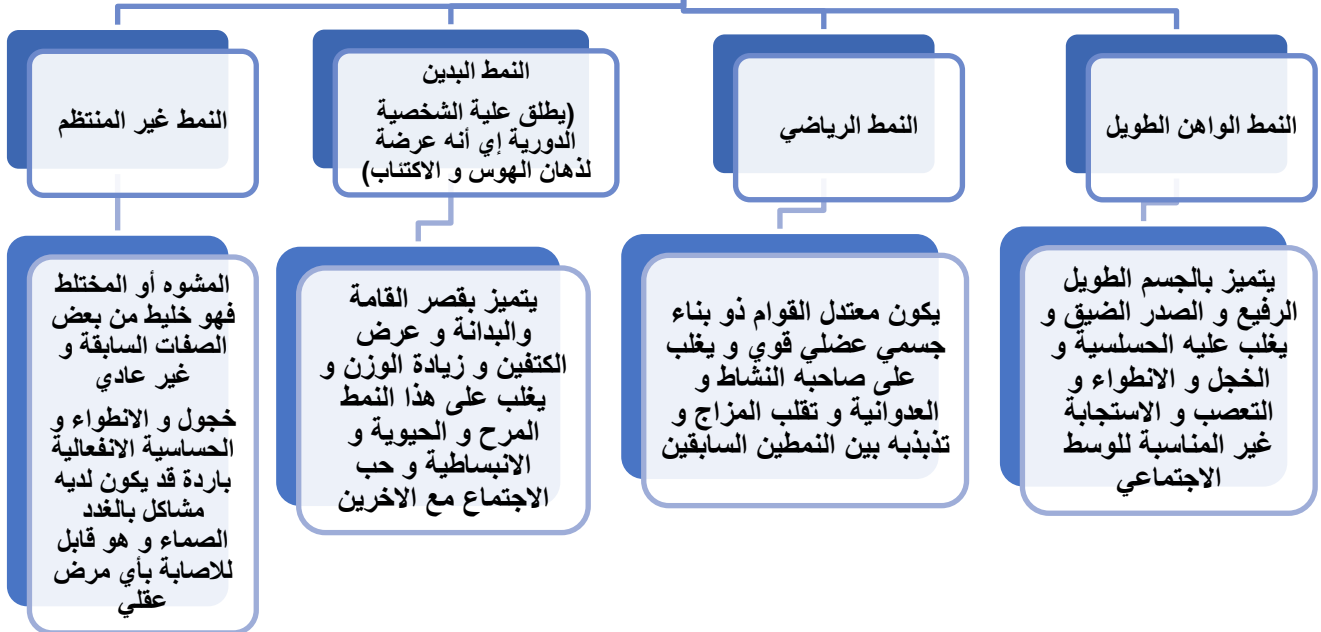 النمط الواهن الطويل
النمط الرياضي
النمط البدين
(يطلق علية الشخصية
الدورية إي أنه عرضة
لذهان الهوس و الاكتئاب)
النمط غير المنتظم
يتميز بالجسم الطويل
الرفيع و الصدر الضيق و
يغلب عليه الحسلسية و
الخجل و الانطواء و
التعصب و الاستجابة
غير المناسبة للوسط
الاجتماعي
يكون معتدل القوام ذو بناء
جسمي عضلي قوي و يغلب
على صاحبه النشاط و
العدوانية و تقلب المزاج و
تذبذبه بين النمطين السابقين
يتميز بقصر القامة
والبدانة و عرض
الكتفين و زيادة الوزن و
يغلب على هذا النمط
المرح و الحيوية و
الانبساطية و حب
الاجتماع مع الاخرين
المشوه أو المختلط
فهو خليط من بعض
الصفات السابقة و
غير عادي
خجول و الانطواء و
الحساسية الانفعالية
باردة قد يكون لديه
مشاكل بالغدد
الصماء و هو قابل
للاصابة بأي مرض
عقلي